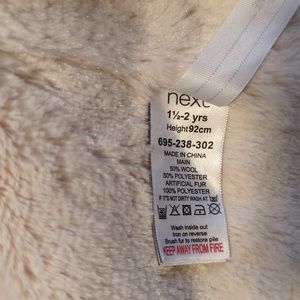 next
1½-2 yrs
Height 92cm
695-238-302
MADE IN CHINA
MAIN
50% WOOL
50% POLYESTER
ARTIFICIAL FUR
100% POLYESTER
IF IT'S NOT DIRTY WASH AT
Wash inside out
Iron on reverse
Brush fur to restore pile
KEEP AWAY FROM FIRE